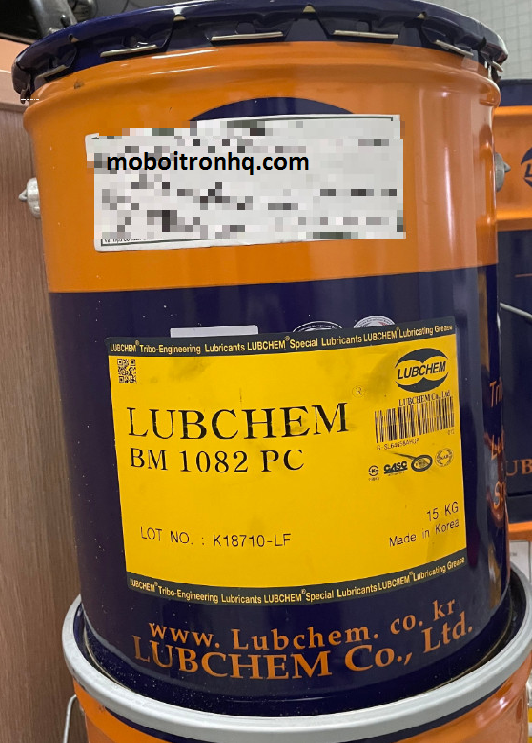 moboitronhq.com
LUBCHEM® Tribo-Engineering Lubricants LUBCHEM® Special Lubricants LUBCHEM® Lubricating Grease
LUBCHEM
LUBCHEM Co., Ltd.
LUBCHEM
BM 1082 PC
LOT NO. : K18710-LF
15 KG
Made in Korea
LUBCHEM® Tribo-Engineering Lubricants LUBCHEM® Special Lubricants LUBCHEM® Lubricating Grease
www. Lubchem. co. kr
LUBCHEM Co., Ltd.